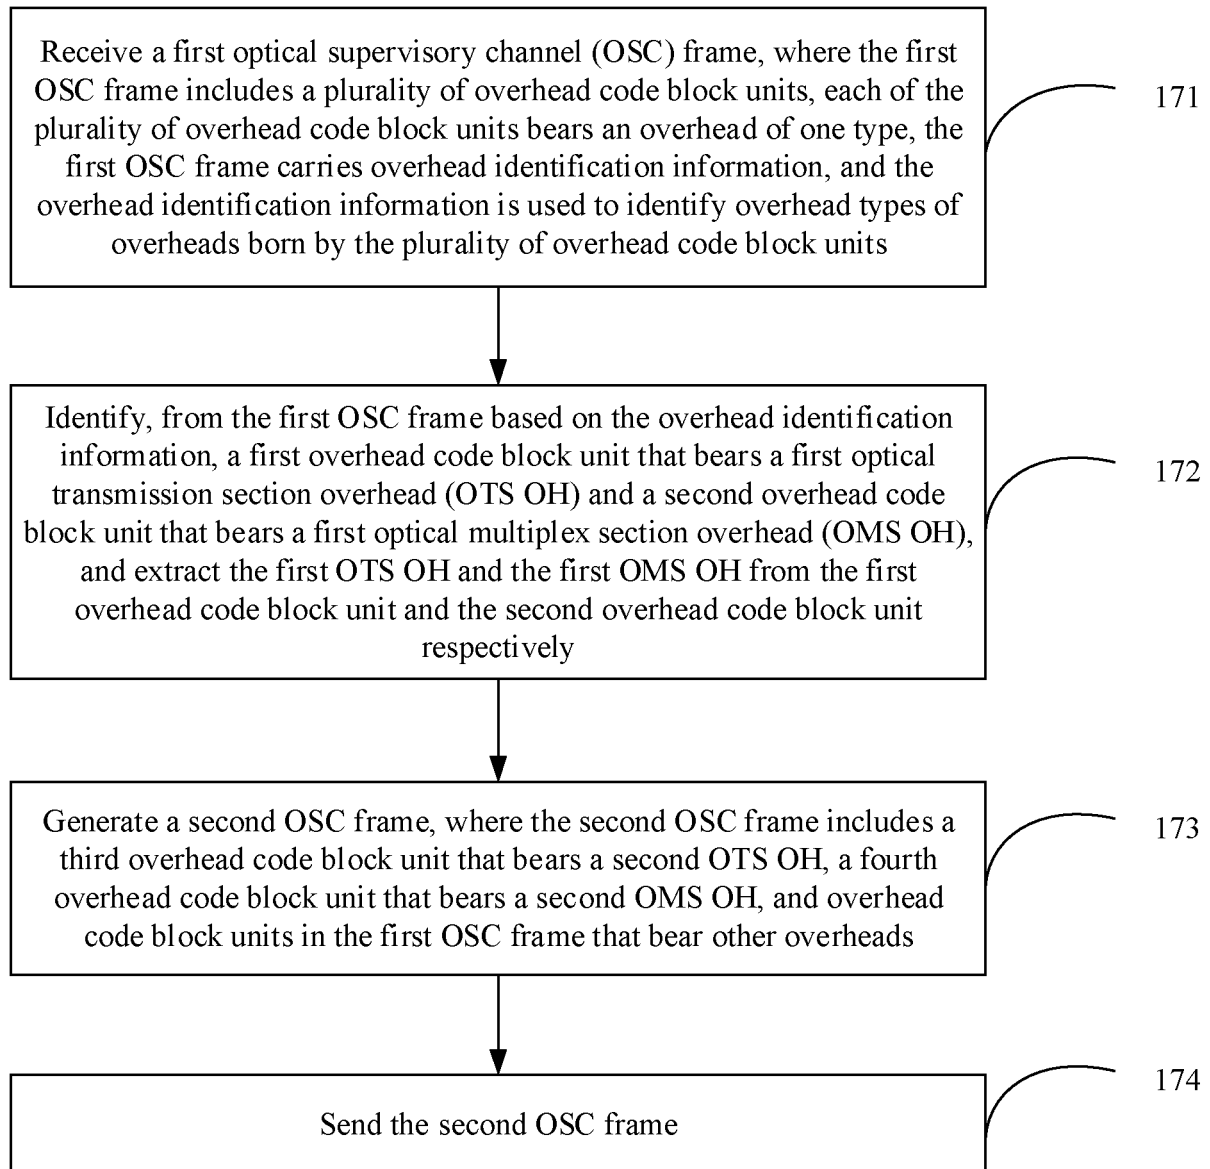 Receive a first optical supervisory channel (OSC) frame, where the first
OSC frame includes a plurality of overhead code block units, each of the
plurality of overhead code block units bears an overhead of one type, the
first OSC frame carries overhead identification information, and the
overhead identification information is used to identify overhead types of
overheads born by the plurality of overhead code block units
171
Identify, from the first OSC frame based on the overhead identification
information, a first overhead code block unit that bears a first optical
transmission section overhead (OTS OH) and a second overhead code
block unit that bears a first optical multiplex section overhead (OMS OH),
and extract the first OTS OH and the first OMS OH from the first
overhead code block unit and the second overhead code block unit
respectively
172
Generate a second OSC frame, where the second OSC frame includes a
third overhead code block unit that bears a second OTS OH, a fourth
overhead code block unit that bears a second OMS OH, and overhead
code block units in the first OSC frame that bear other overheads
173
Send the second OSC frame
174